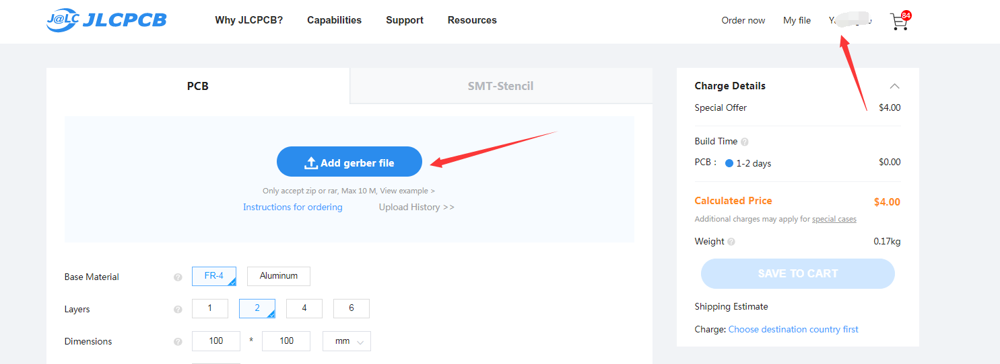 J@LC JLCPCB Why JLCPCB? Capabilities Support Resources Order now My file 84
PCB SMT-Stencil
Add gerber file
Only accept zip or rar, Max 10 M, View example >
Instructions for ordering Upload History >>
Base Material ? FR-4 Aluminum
Layers ? 1 2 4 6
Dimensions ? 100 * 100 mm
Charge Details
Special Offer $4.00
Build Time ?
PCB : 1-2 days $0.00
Calculated Price $4.00
Additional charges may apply for special cases
Weight ? 0.17kg
SAVE TO CART
Shipping Estimate
Charge: Choose destination country first